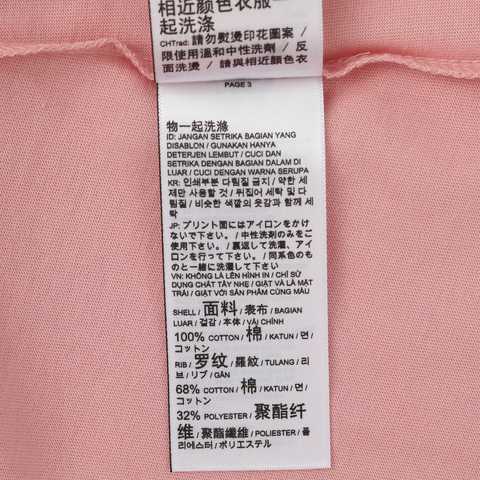 相近颜色衣服一
起洗涤
CHTrad: 請勿熨燙印花圖案 /
限使用溫和中性洗劑 / 反
面洗燙 / 請與相近顏色衣
PAGE 3
物一起洗滌
ID: JANGAN SETRIKA BAGIAN YANG
DISABLON / GUNAKAN HANYA
DETERJEN LEMBUT / CUCI DAN
SETRIKA DENGAN BAGIAN DALAM DI
LUAR / CUCI DENGAN WARNA SERUPA
KR: 인쇄부분 다림질 금지 / 약한 세
제만 사용할 것 / 뒤집어 세탁 및 다
림질 / 비슷한 색깔의 옷감과 함께 세
탁
JP: プリント面にはアイロンをかけ
ないで下さい。/ 中性洗剤のみをご
使用下さい。/ 裏返して洗濯、アイ
ロンを行って下さい。/ 同系色のも
のと一緒に洗濯して下さい
VN: KHÔNG LÀ LÊN HÌNH IN / CHỈ SỬ
DỤNG CHẤT TẨY NHẸ / GIẶT VÀ LÀ MẶT
TRÁI / GIẶT VỚI SẢN PHẨM CÙNG MÀU
SHELL / 面料 / 表布 / BAGIAN
LUAR / 겉감 / 本体 / VẢI CHÍNH
100% COTTON / 棉 / KATUN / 면 /
コットン
RIB / 罗纹 / 羅紋 / TULANG / 리
브 / リブ / GÂN
68% COTTON / 棉 / KATUN / 면 /
コットン
32% POLYESTER / 聚酯纤
维 / 聚酯纖維 / POLIESTER / 폴
리에스터 / ポリエステル